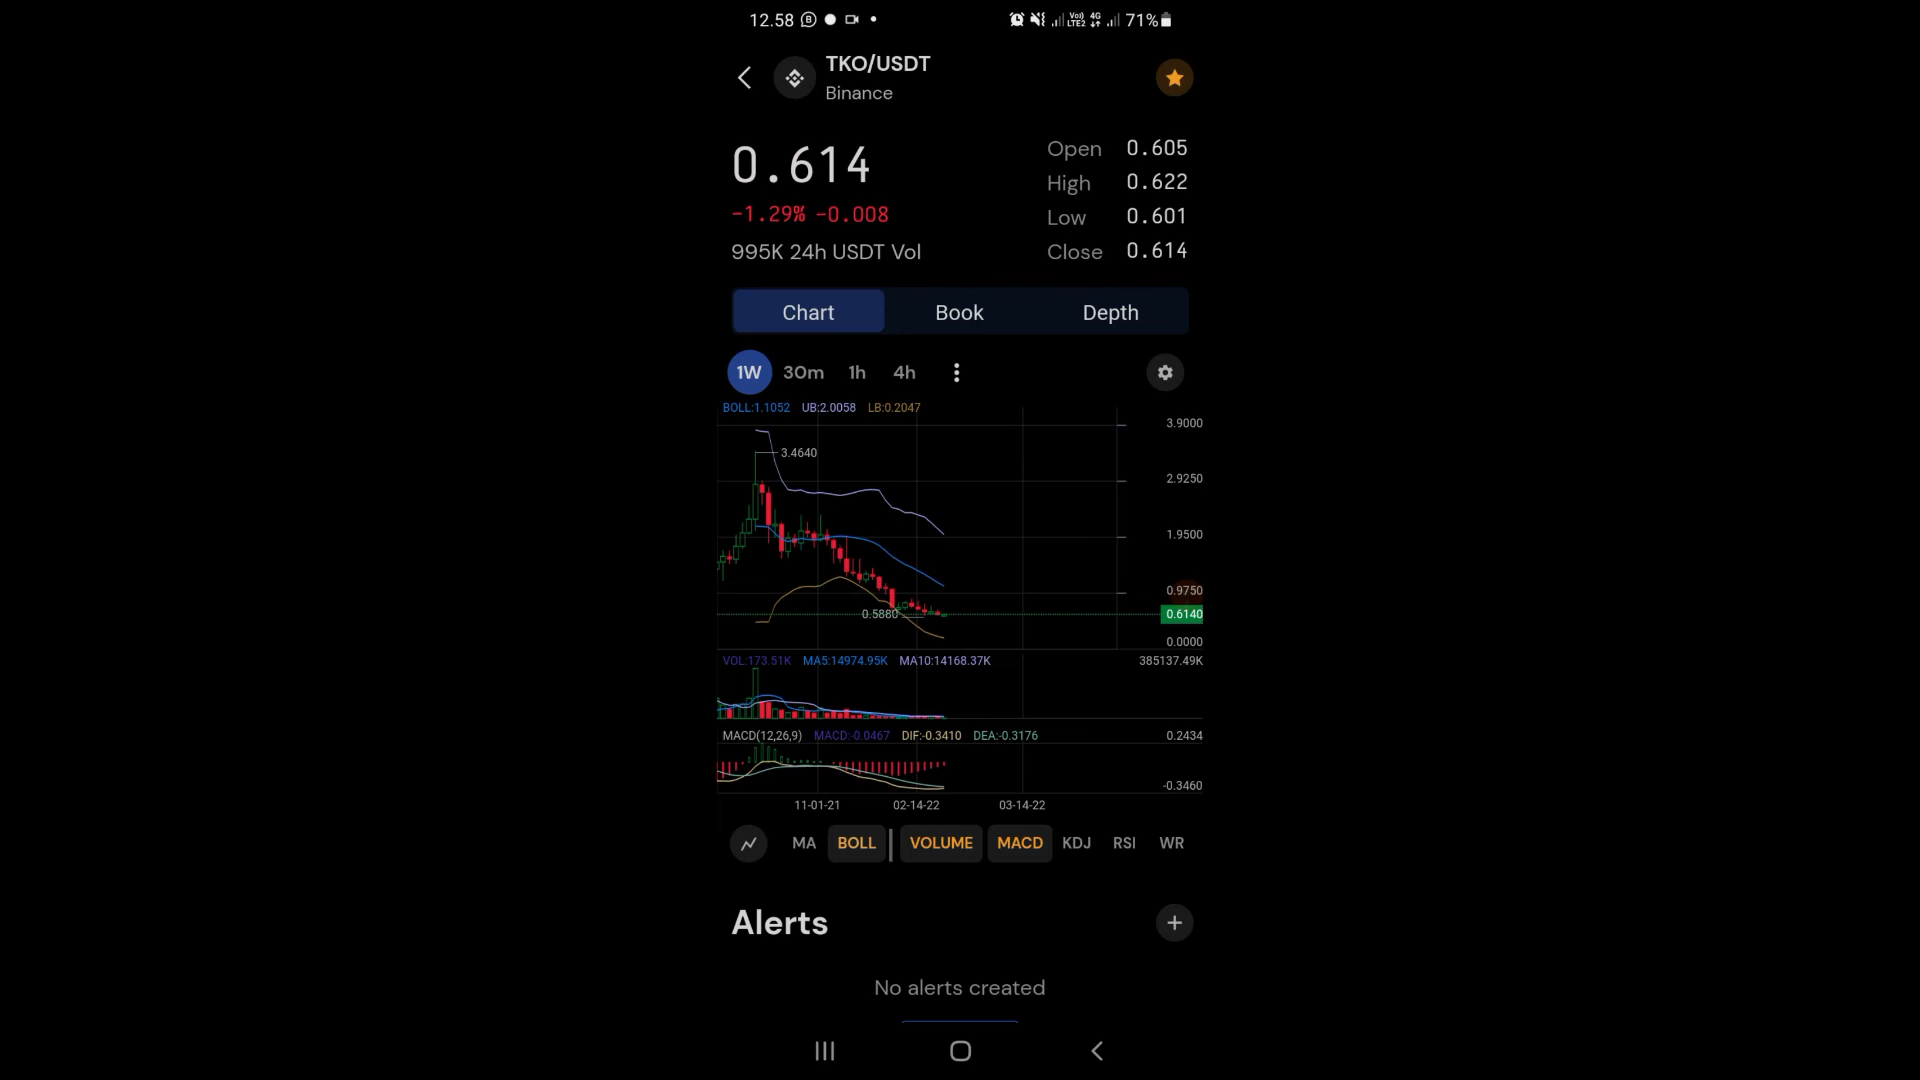 12.58 71%
Vo) 4G
LTE2
TKO/USDT
Binance
0.614
-1.29% -0.008
995K 24h USDT Vol
Open 0.605
High 0.622
Low 0.601
Close 0.614
Chart Book Depth
1W 30m 1h 4h
BOLL:1.1052 UB:2.0058 LB:0.2047
3.9000
3.4640
2.9250
1.9500
0.9750
0.5880 0.6140
0.0000
VOL:173.51K MA5:14974.95K MA10:14168.37K 385137.49K
MACD(12,26,9) MACD:-0.0467 DIF:-0.3410 DEA:-0.3176 0.2434
-0.3460
11-01-21 02-14-22 03-14-22
MA BOLL VOLUME MACD KDJ RSI WR
Alerts
No alerts created